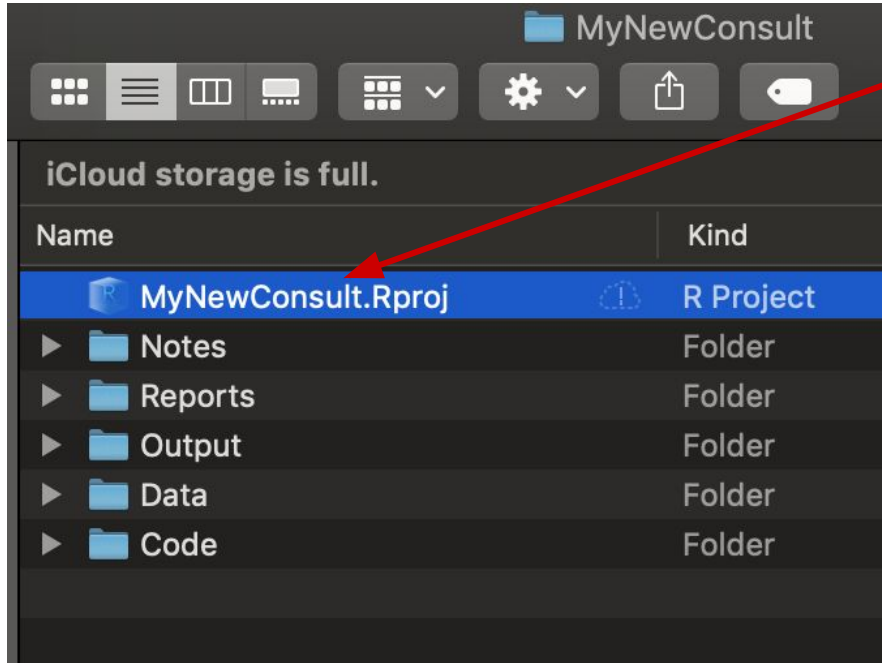 MyNewConsult
iCloud storage is full.
Name Kind
R MyNewConsult.Rproj R Project
Notes Folder
Reports Folder
Output Folder
Data Folder
Code Folder